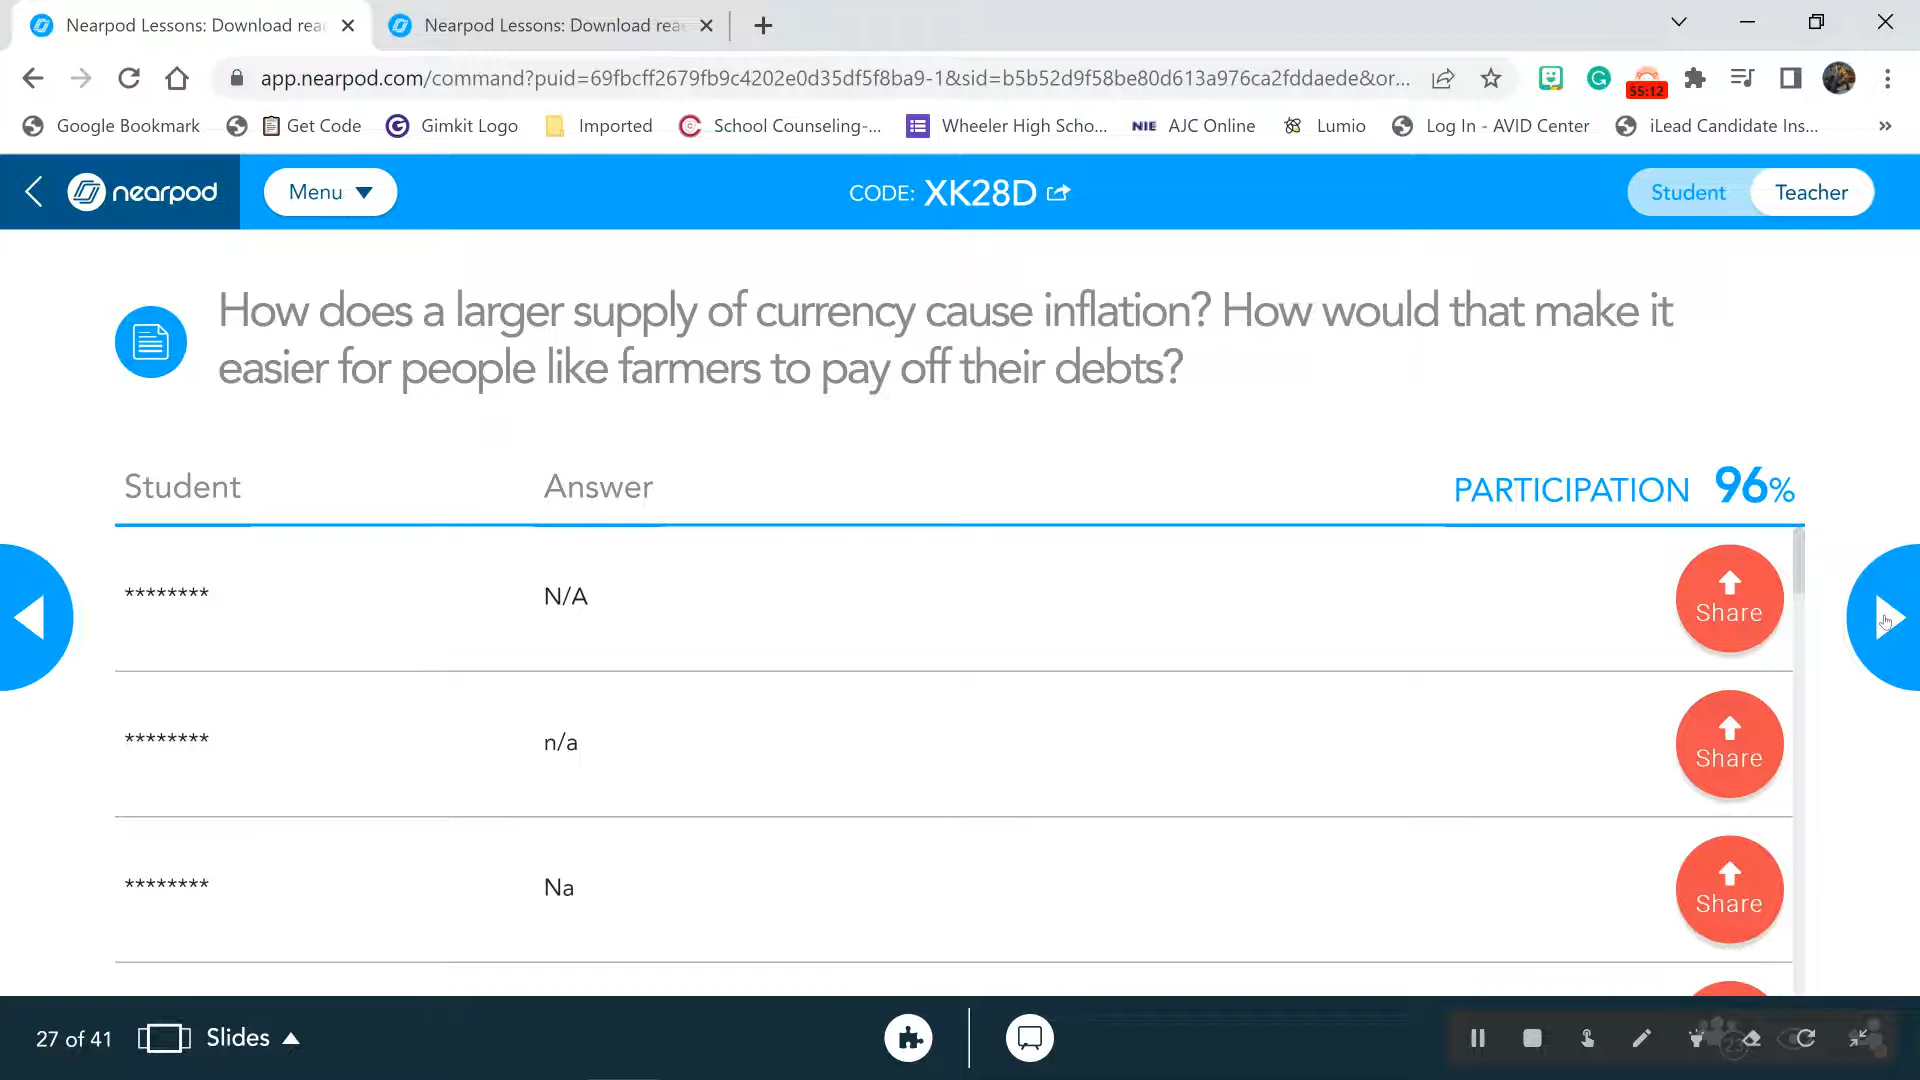 Nearpod Lessons: Download rea
Nearpod Lessons: Download rea
app.nearpod.com/command?puid=69fbcff2679fb9c4202e0d35df5f8ba9-1&sid=b5b52d9f58be80d613a976ca2fddaede&or...
55:12
Google Bookmark
Get Code
Gimkit Logo
Imported
School Counseling-...
Wheeler High Scho...
NIE AJC Online
Lumio
Log In - AVID Center
iLead Candidate Ins...
nearpod
Menu
CODE: XK28D
Student
Teacher
How does a larger supply of currency cause inflation? How would that make it
easier for people like farmers to pay off their debts?
Student
Answer
PARTICIPATION 96%
********
N/A
Share
********
n/a
Share
********
Na
Share
27 of 41
Slides
23